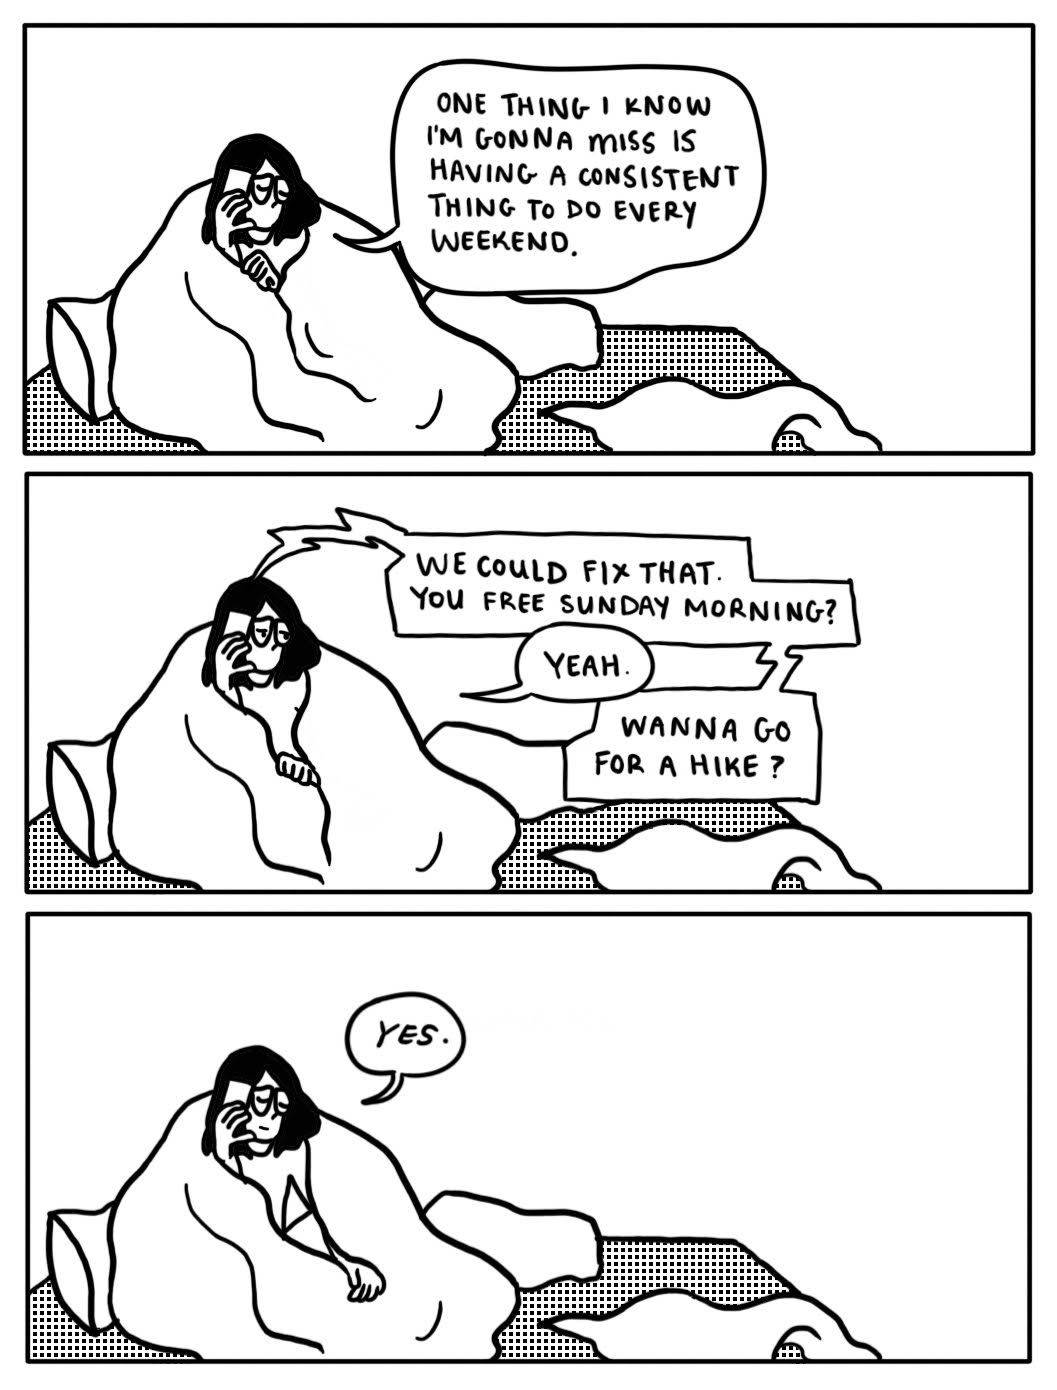 ONE THING I KNOW
I'M GONNA MISS IS
HAVING A CONSISTENT
THING TO DO EVERY
WEEKEND.
WE COULD FIX THAT.
YOU FREE SUNDAY MORNING?
YEAH.
WANNA GO
FOR A HIKE?
YES.